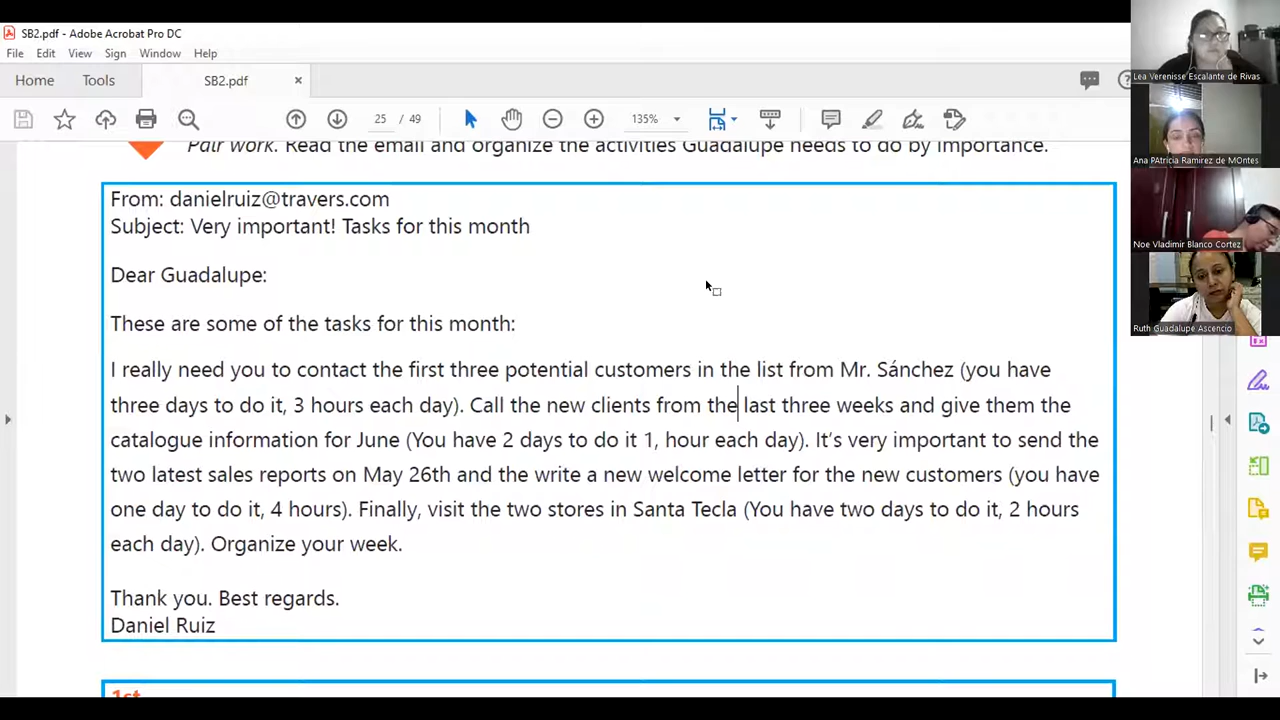 SB2.pdf - Adobe Acrobat Pro DC
File Edit View Sign Window Help
Home Tools SB2.pdf ×
25 / 49 135%
Pair work. Read the email and organize the activities Guadalupe needs to do by importance.
From: danielruiz@travers.com
Subject: Very important! Tasks for this month
Dear Guadalupe:
These are some of the tasks for this month:
I really need you to contact the first three potential customers in the list from Mr. Sánchez (you have
three days to do it, 3 hours each day). Call the new clients from the last three weeks and give them the
catalogue information for June (You have 2 days to do it 1, hour each day). It's very important to send the
two latest sales reports on May 26th and the write a new welcome letter for the new customers (you have
one day to do it, 4 hours). Finally, visit the two stores in Santa Tecla (You have two days to do it, 2 hours
each day). Organize your week.
Thank you. Best regards.
Daniel Ruiz
1st
Lea Verenisse Escalante de Rivas
Ana PAtricia Ramirez de MOntes
Noe Vladimir Blanco Cortez
Ruth Guadalupe Ascencio